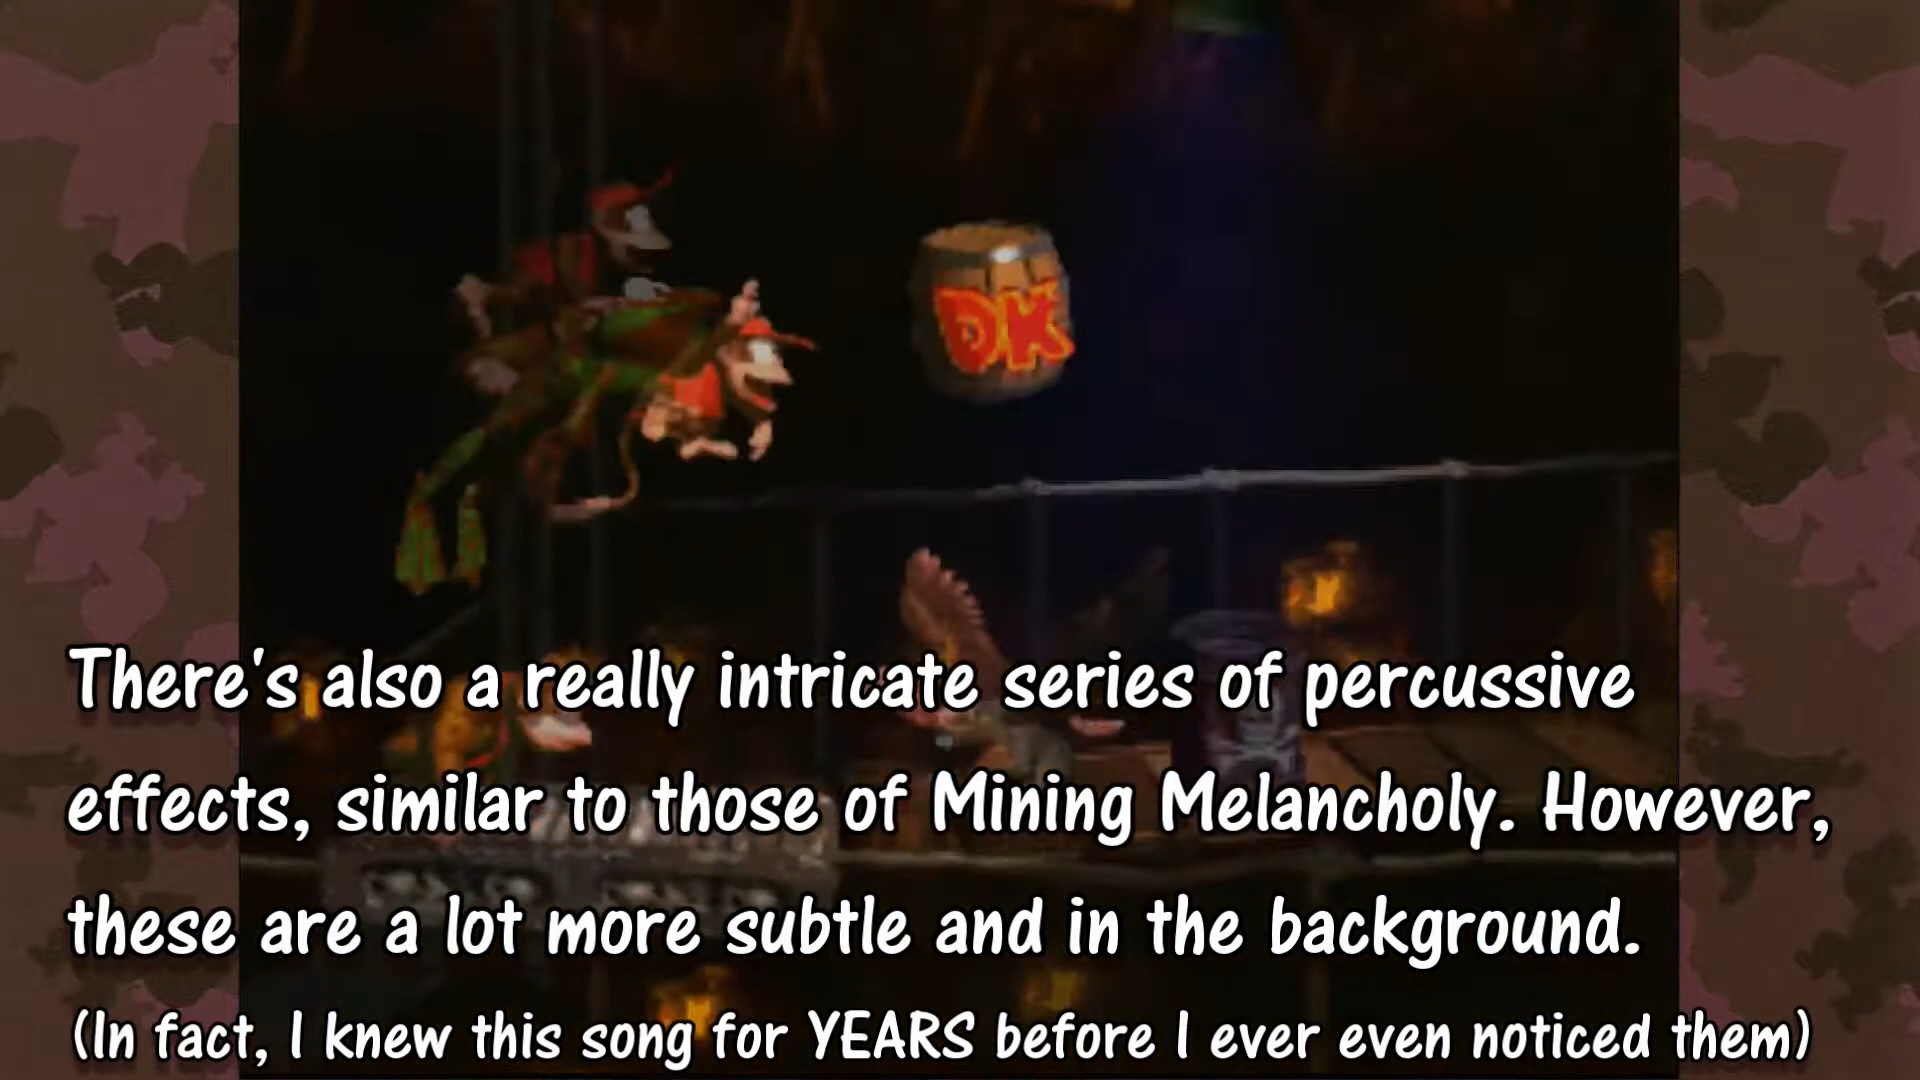 DK
There's also a really intricate series of percussive
effects, similar to those of Mining Melancholy. However,
these are a lot more subtle and in the background.
(In fact, I knew this song for YEARS before I ever even noticed them)